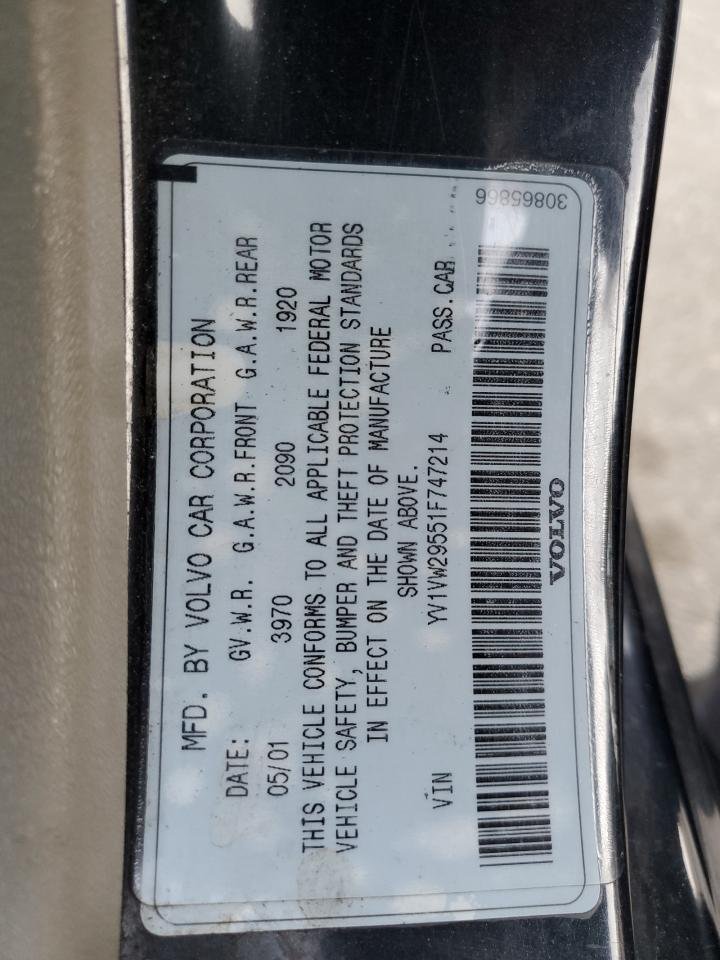 MFD. BY VOLVO CAR CORPORATION
DATE: GV.W.R. G.A.W.R.FRONT G.A.W.R.REAR
05/01 3970 2090 1920
THIS VEHICLE CONFORMS TO ALL APPLICABLE FEDERAL MOTOR
VEHICLE SAFETY, BUMPER AND THEFT PROTECTION STANDARDS
IN EFFECT ON THE DATE OF MANUFACTURE
SHOWN ABOVE.
VIN YV1VW29551F747214 PASS.CAR
VOLVO
30865866